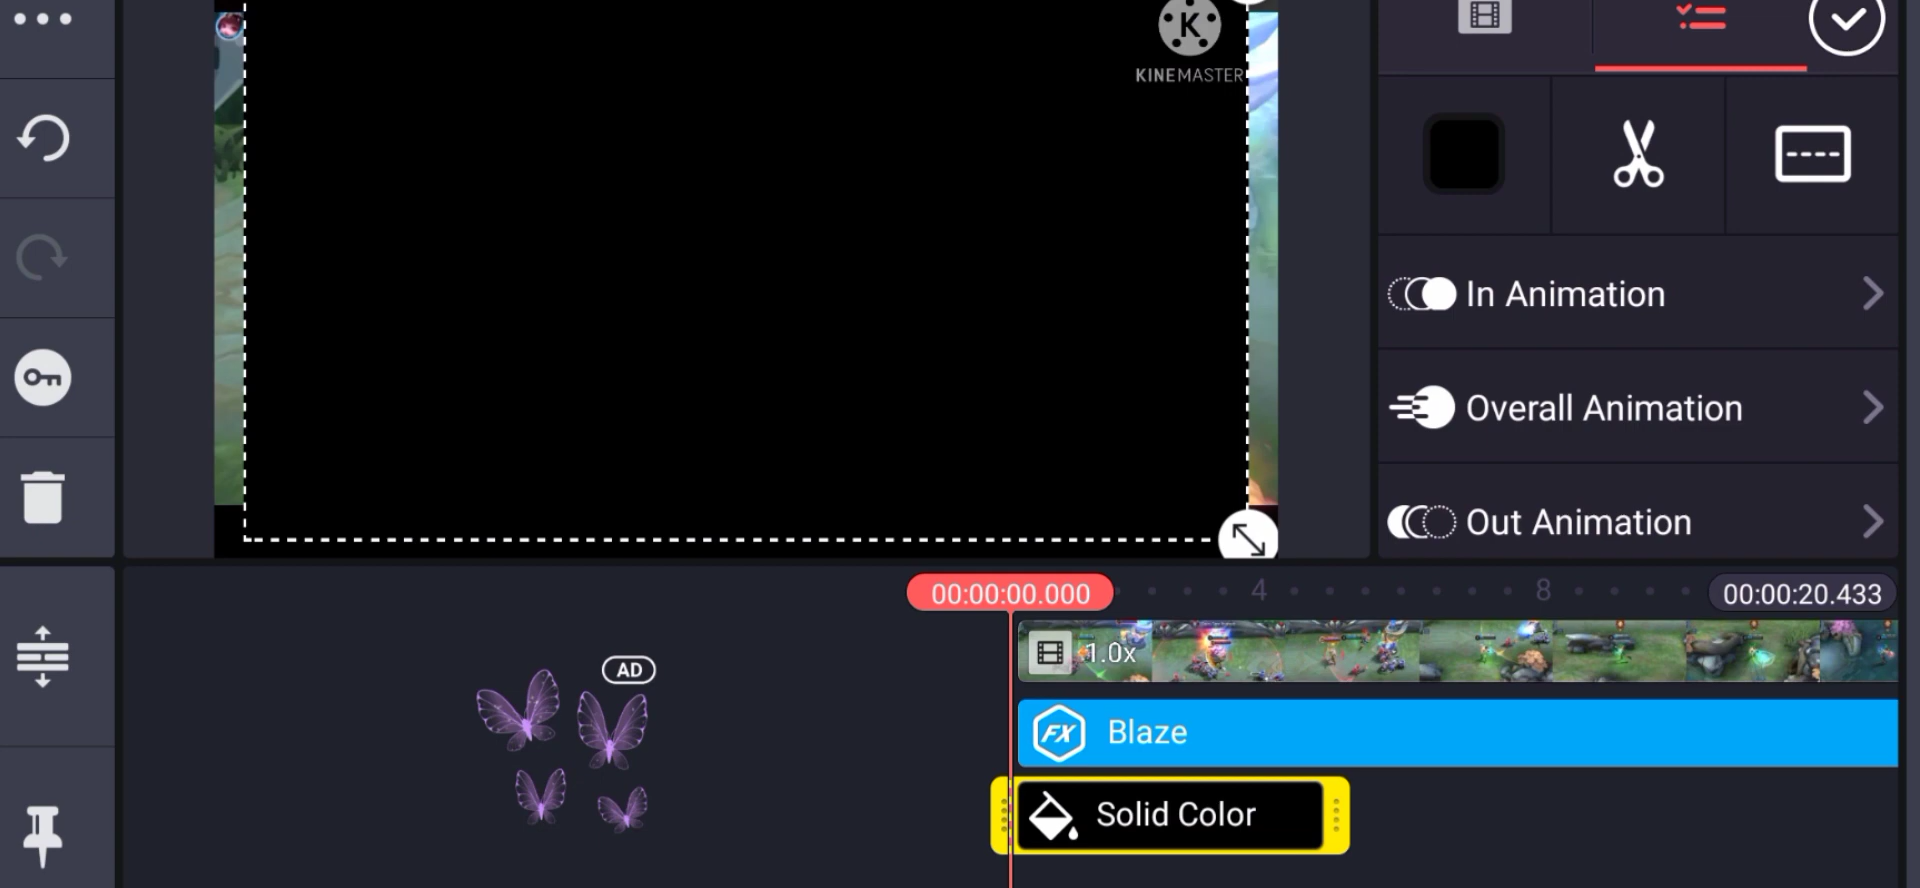 KINEMASTER
In Animation
Overall Animation
Out Animation
00:00:00.000
4
8
00:00:20.433
1.0x
AD
FX Blaze
Solid Color